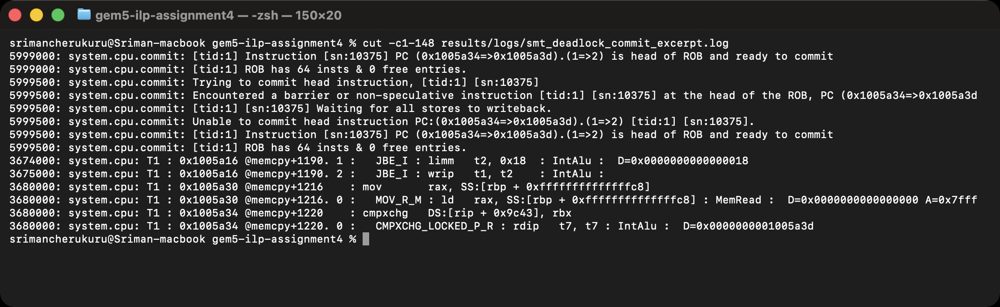 gem5-ilp-assignment4 — -zsh — 150×20
srimancherukuru@Sriman-macbook gem5-ilp-assignment4 % cut -c1-148 results/logs/smt_deadlock_commit_excerpt.log
5999000: system.cpu.commit: [tid:1] Instruction [sn:10375] PC (0x1005a34=>0x1005a3d).(1=>2) is head of ROB and ready to commit
5999000: system.cpu.commit: [tid:1] ROB has 64 insts & 0 free entries.
5999500: system.cpu.commit: Trying to commit head instruction, [tid:1] [sn:10375]
5999500: system.cpu.commit: Encountered a barrier or non-speculative instruction [tid:1] [sn:10375] at the head of the ROB, PC (0x1005a34=>0x1005a3d
5999500: system.cpu.commit: [tid:1] [sn:10375] Waiting for all stores to writeback.
5999500: system.cpu.commit: Unable to commit head instruction PC:(0x1005a34=>0x1005a3d).(1=>2) [tid:1] [sn:10375].
5999500: system.cpu.commit: [tid:1] Instruction [sn:10375] PC (0x1005a34=>0x1005a3d).(1=>2) is head of ROB and ready to commit
5999500: system.cpu.commit: [tid:1] ROB has 64 insts & 0 free entries.
3674000: system.cpu: T1 : 0x1005a16 @memcpy+1190. 1 :   JBE_I : limm   t2, 0x18  : IntAlu :  D=0x0000000000000018
3675000: system.cpu: T1 : 0x1005a16 @memcpy+1190. 2 :   JBE_I : wrip   t1, t2    : IntAlu :
3680000: system.cpu: T1 : 0x1005a30 @memcpy+1216    : mov       rax, SS:[rbp + 0xffffffffffffffc8]
3680000: system.cpu: T1 : 0x1005a30 @memcpy+1216. 0 :   MOV_R_M : ld   rax, SS:[rbp + 0xffffffffffffffc8] : MemRead :  D=0x0000000000000000 A=0x7fff
3680000: system.cpu: T1 : 0x1005a34 @memcpy+1220    : cmpxchg   DS:[rip + 0x9c43], rbx
3680000: system.cpu: T1 : 0x1005a34 @memcpy+1220. 0 :   CMPXCHG_LOCKED_P_R : rdip   t7, t7 : IntAlu :  D=0x0000000001005a3d
srimancherukuru@Sriman-macbook gem5-ilp-assignment4 %